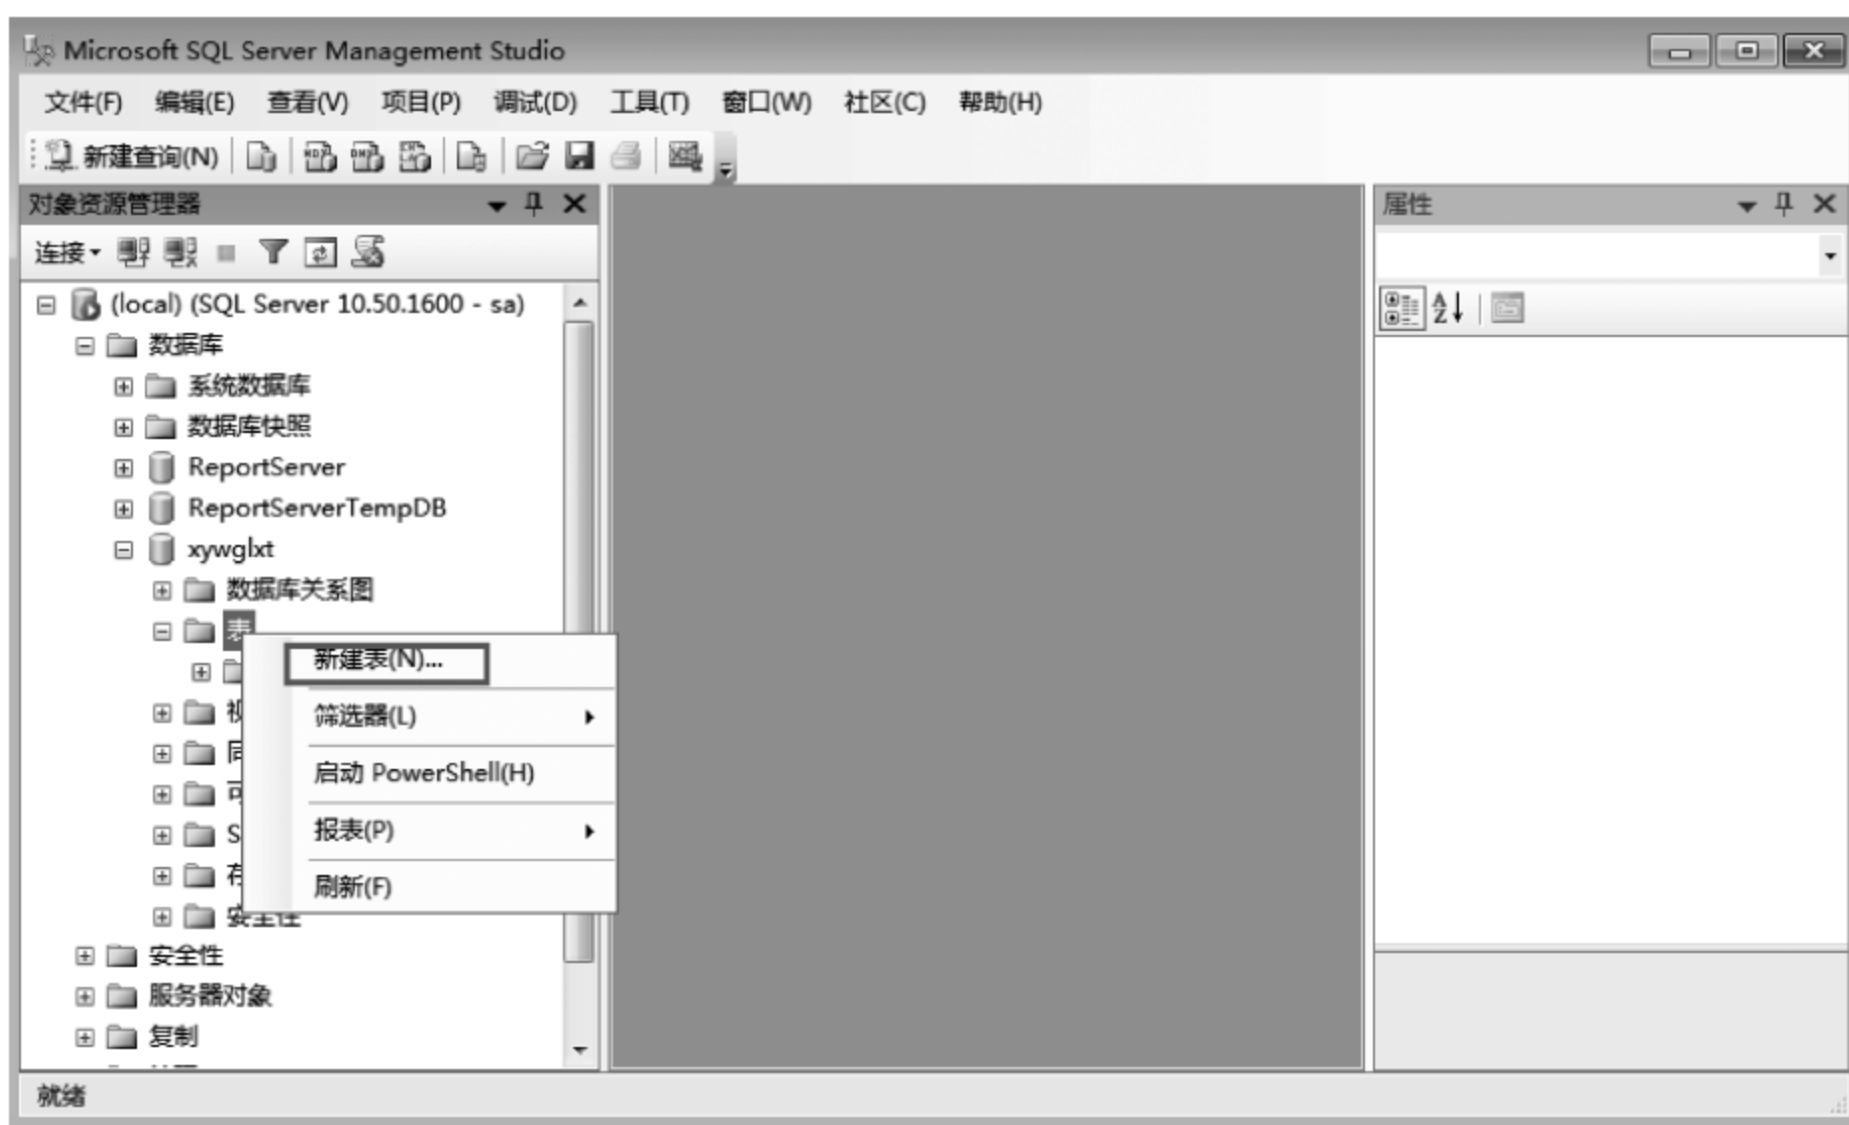 Microsoft SQL Server Management Studio
文件(F) 编辑(E) 查看(V) 项目(P) 调试(D) 工具(T) 窗口(W) 社区(C) 帮助(H)
新建查询(N)
对象资源管理器
属性
连接
(local) (SQL Server 10.50.1600 - sa)
数据库
系统数据库
数据库快照
ReportServer
ReportServerTempDB
xywglxt
数据库关系图
表
新建表(N)...
筛选器(L)
启动 PowerShell(H)
报表(P)
刷新(F)
安全性
安全性
服务器对象
复制
就绪